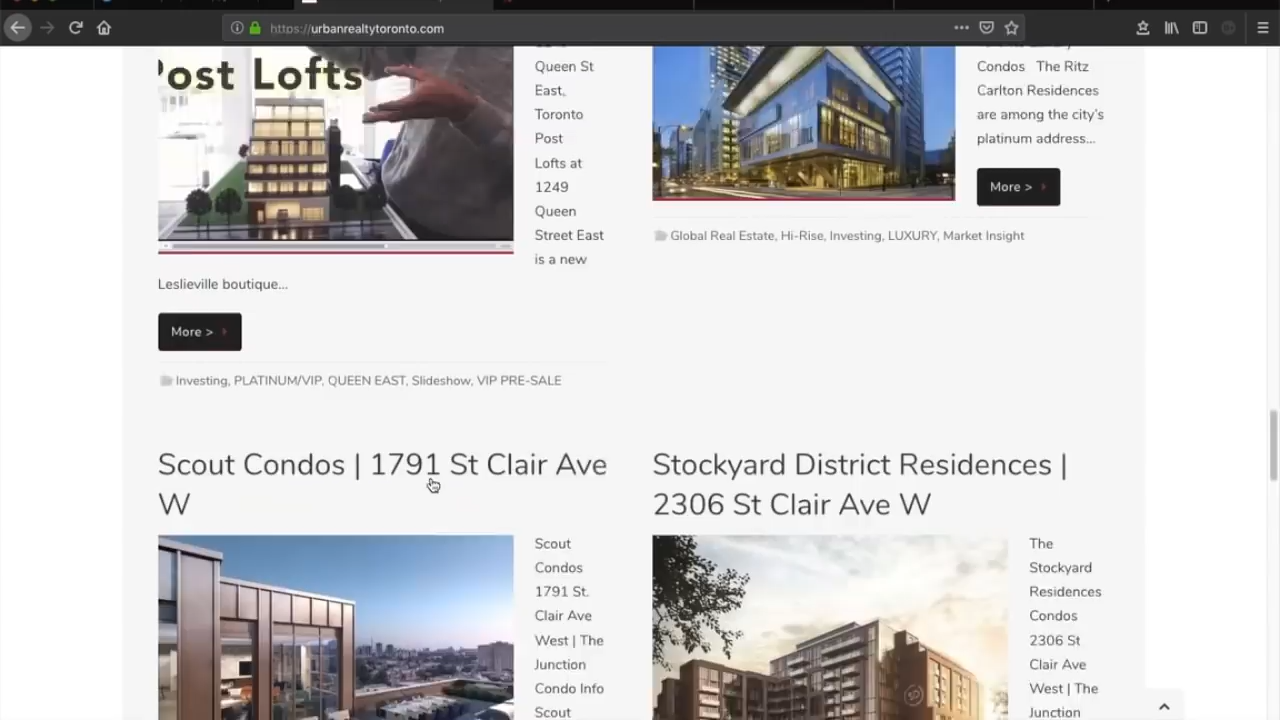 https://urbanrealtytoronto.com
Post Lofts
Queen St
East,
Toronto
Post
Lofts at
1249
Queen
Street East
is a new
Leslieville boutique...
More >
Investing, PLATINUM/VIP, QUEEN EAST, Slideshow, VIP PRE-SALE
Condos The Ritz
Carlton Residences
are among the city's
platinum address...
More >
Global Real Estate, Hi-Rise, Investing, LUXURY, Market Insight
Scout Condos | 1791 St Clair Ave
W
Scout
Condos
1791 St.
Clair Ave
West | The
Junction
Condo Info
Scout
Stockyard District Residences |
2306 St Clair Ave W
The
Stockyard
Residences
Condos
2306 St
Clair Ave
West | The
Junction